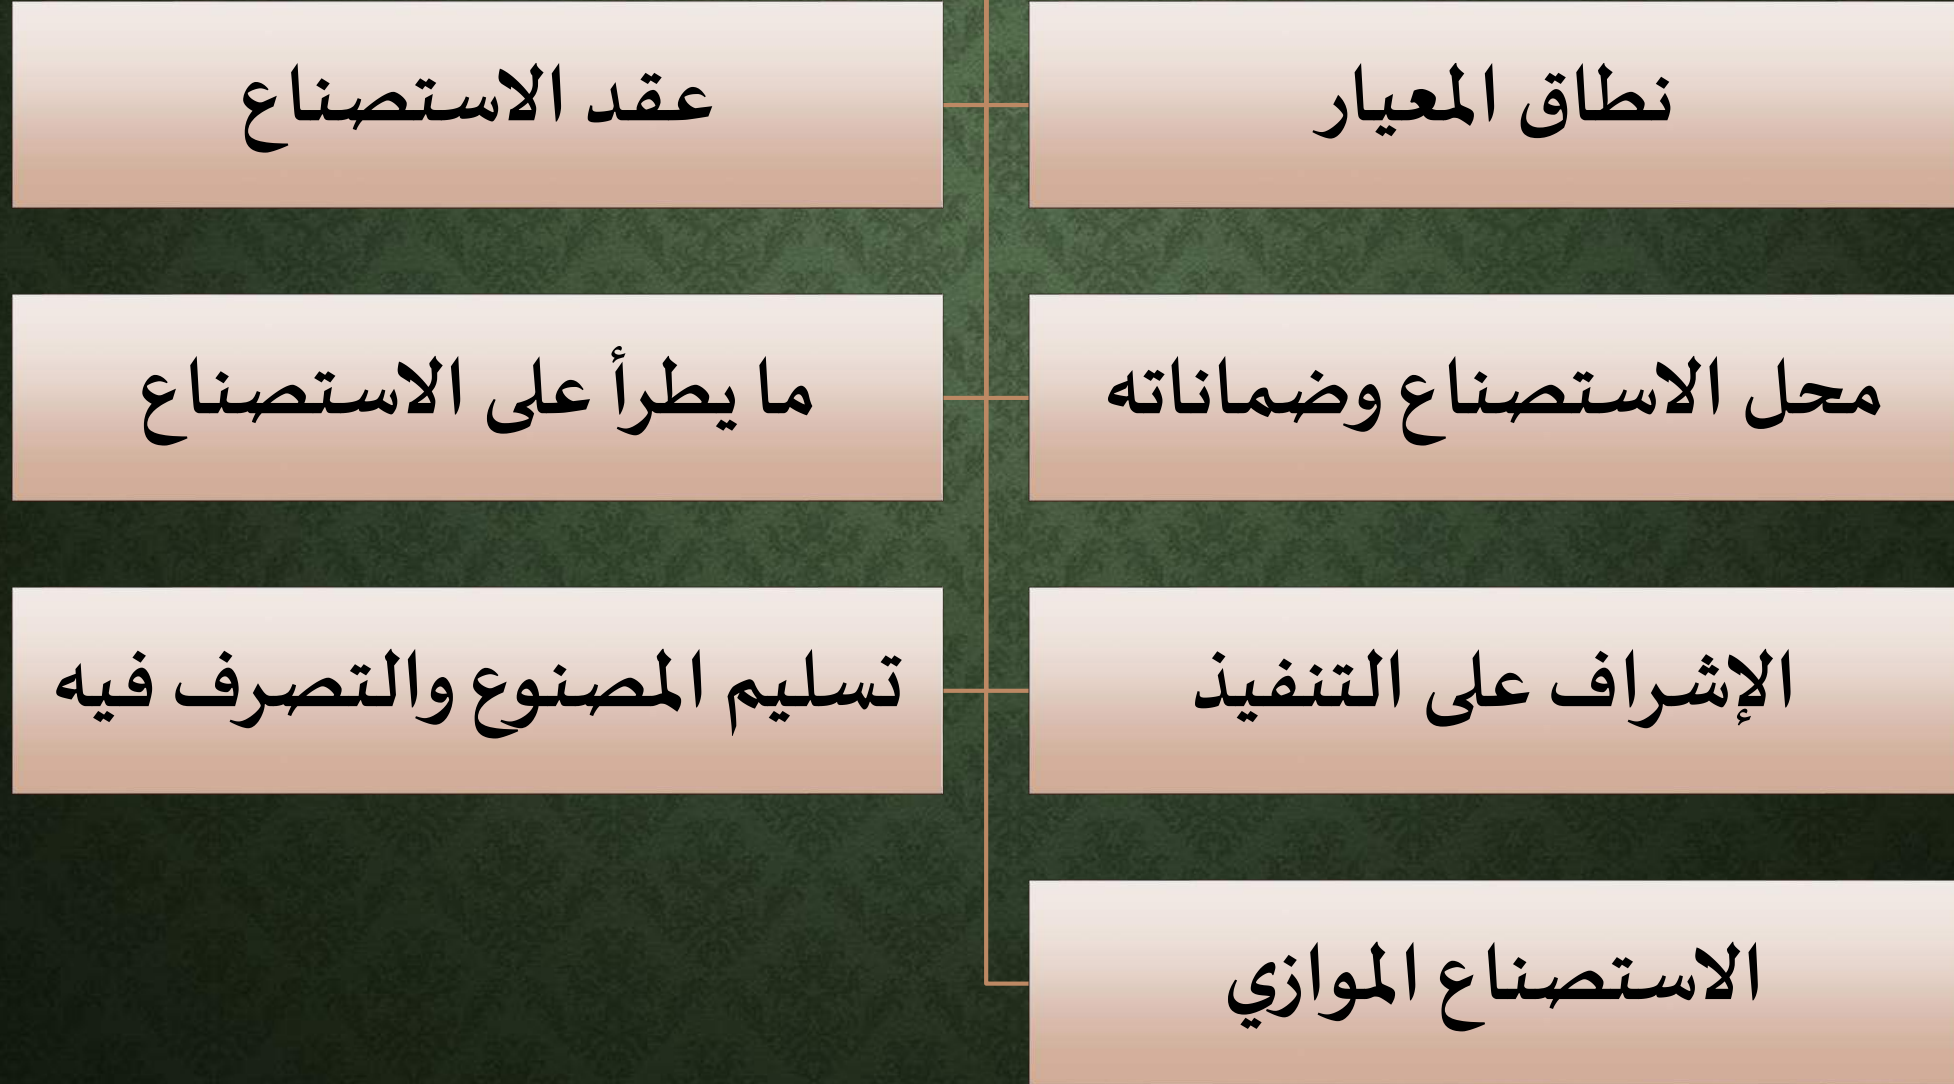 نطاق المعيار
عقد الاستصناع
محل الاستصناع وضماناته
ما يطرأ على الاستصناع
الإشراف على التنفيذ
تسليم المصنوع والتصرف فيه
الاستصناع الموازي